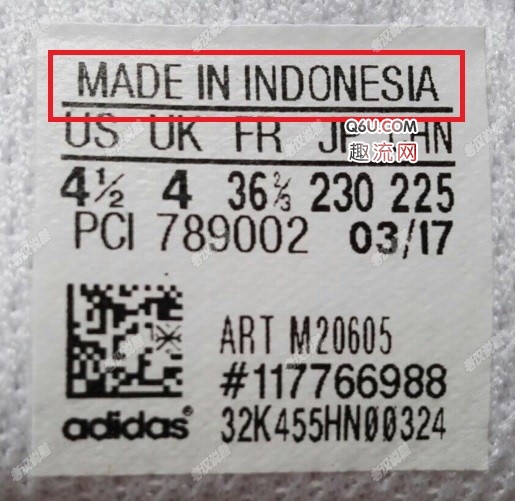 MADE IN INDONESIA
US UK FR JP CHN
Q6U.COM
趣流网
4½ 4 36⅔ 230 225
PCI 789002 03/17
ART M20605
#117766988
adidas® 32K455HN00324